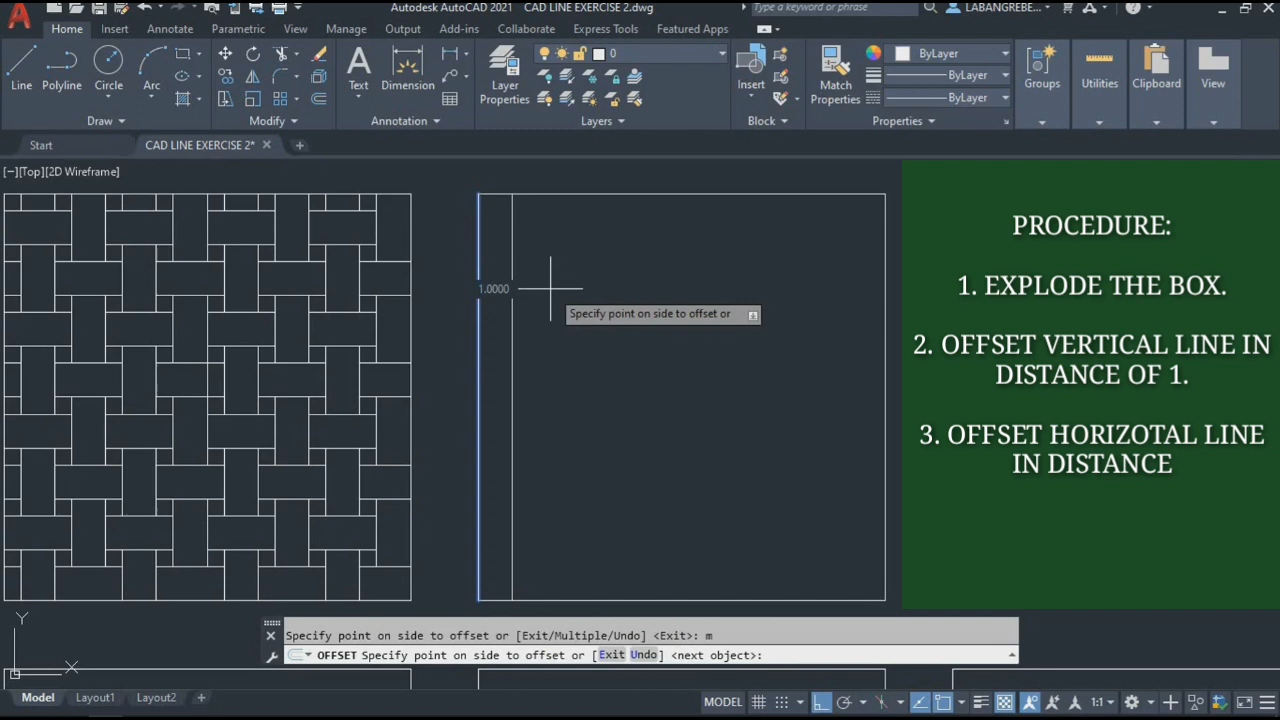 Autodesk AutoCAD 2021
CAD LINE EXERCISE 2.dwg
Type a keyword or phrase
LABANGREBE...
Home
Insert
Annotate
Parametric
View
Manage
Output
Add-ins
Collaborate
Express Tools
Featured Apps
Line
Polyline
Circle
Arc
Text
Dimension
Layer
Properties
0
Insert
Match
Properties
ByLayer
ByLayer
ByLayer
Groups
Utilities
Clipboard
View
Draw
Modify
Annotation
Layers
Block
Properties
Start
CAD LINE EXERCISE 2*
[−][Top][2D Wireframe]
1.0000
Specify point on side to offset or
PROCEDURE:
1. EXPLODE THE BOX.
2. OFFSET VERTICAL LINE IN
DISTANCE OF 1.
3. OFFSET HORIZOTAL LINE
IN DISTANCE
Y
X
Specify point on side to offset or [Exit/Multiple/Undo] <Exit>: m
OFFSET Specify point on side to offset or [Exit Undo] <next object>:
Model
Layout1
Layout2
MODEL
1:1